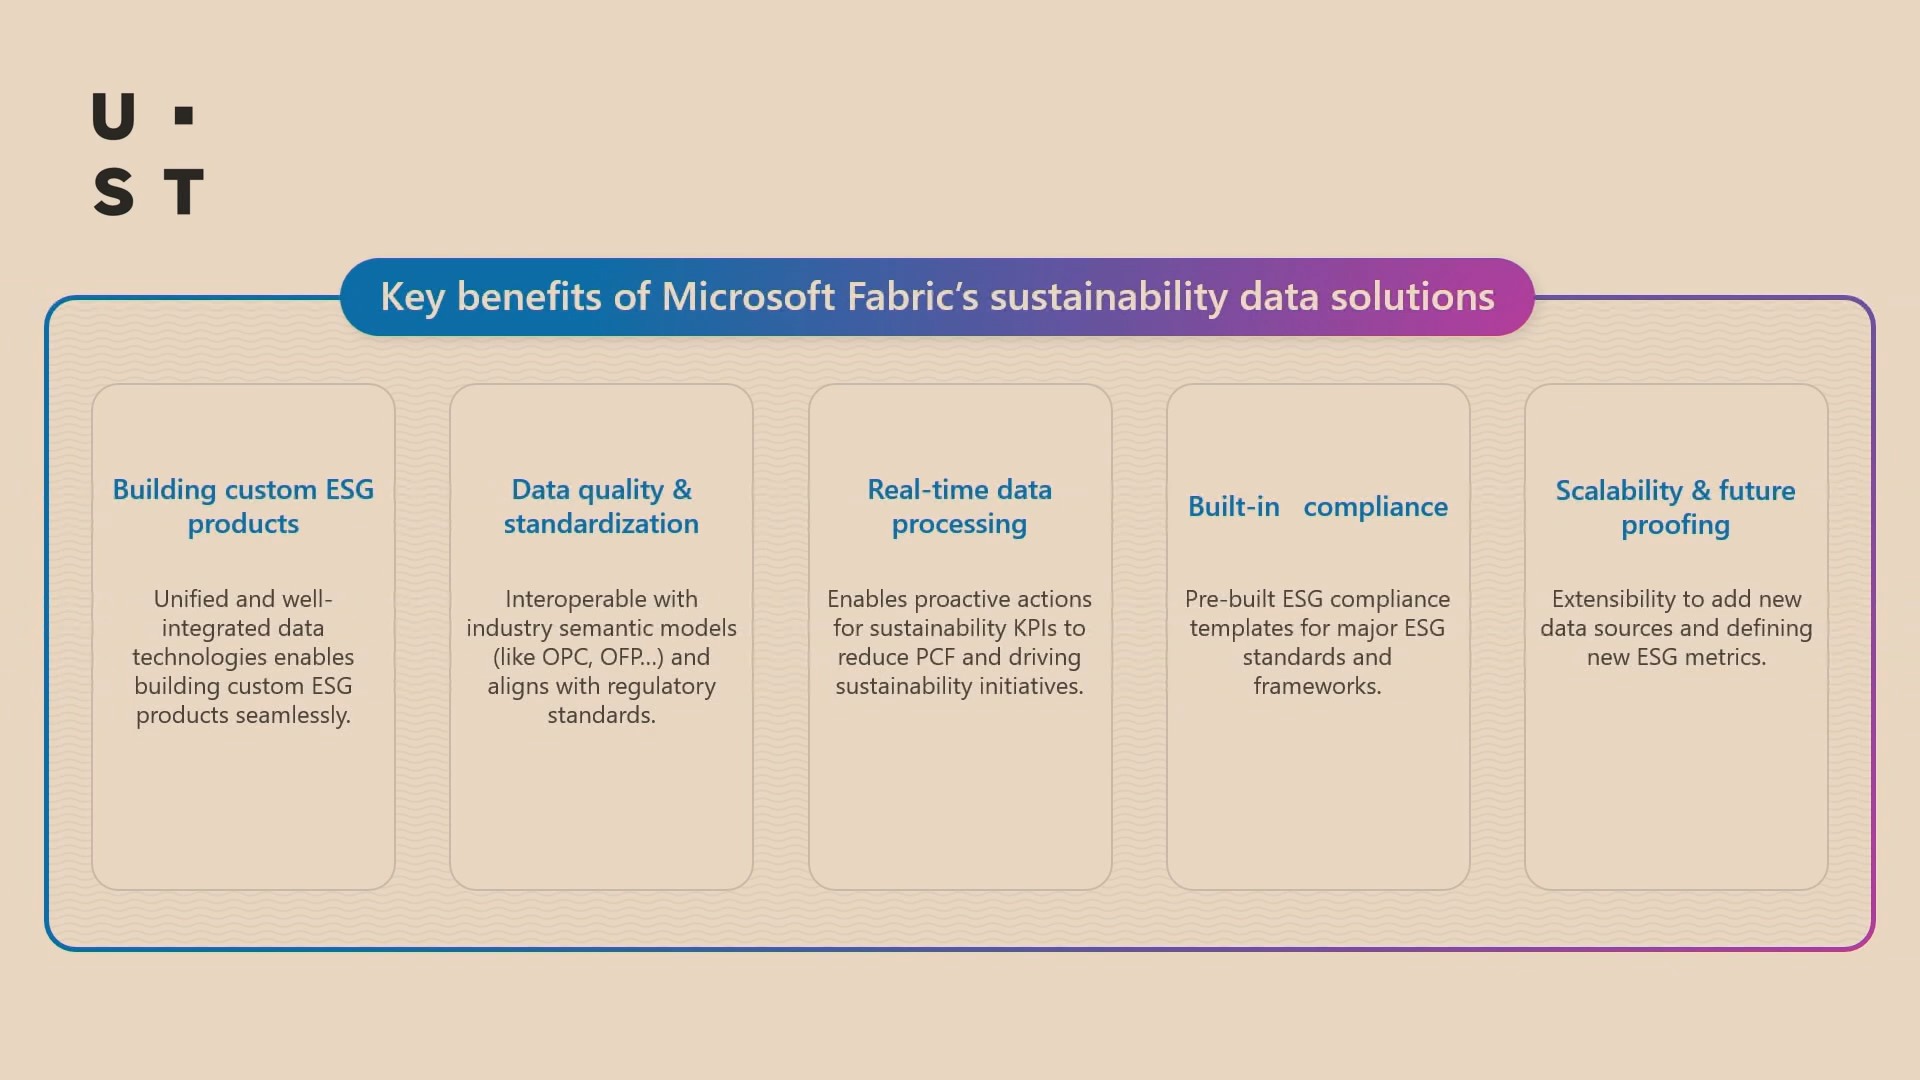 U ·
S T
Key benefits of Microsoft Fabric’s sustainability data solutions
Building custom ESG
products
Unified and well-
integrated data
technologies enables
building custom ESG
products seamlessly.
Data quality &
standardization
Interoperable with
industry semantic models
(like OPC, OFP...) and
aligns with regulatory
standards.
Real-time data
processing
Enables proactive actions
for sustainability KPIs to
reduce PCF and driving
sustainability initiatives.
Built-in compliance
Pre-built ESG compliance
templates for major ESG
standards and
frameworks.
Scalability & future
proofing
Extensibility to add new
data sources and defining
new ESG metrics.